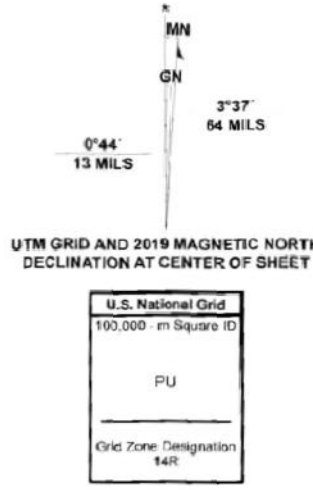 *
MN
GN
3°37´
64 MILS
0°44´
13 MILS
UTM GRID AND 2019 MAGNETIC NORTH
DECLINATION AT CENTER OF SHEET
U.S. National Grid
100,000 - m Square ID
PU
Grid Zone Designation
14R